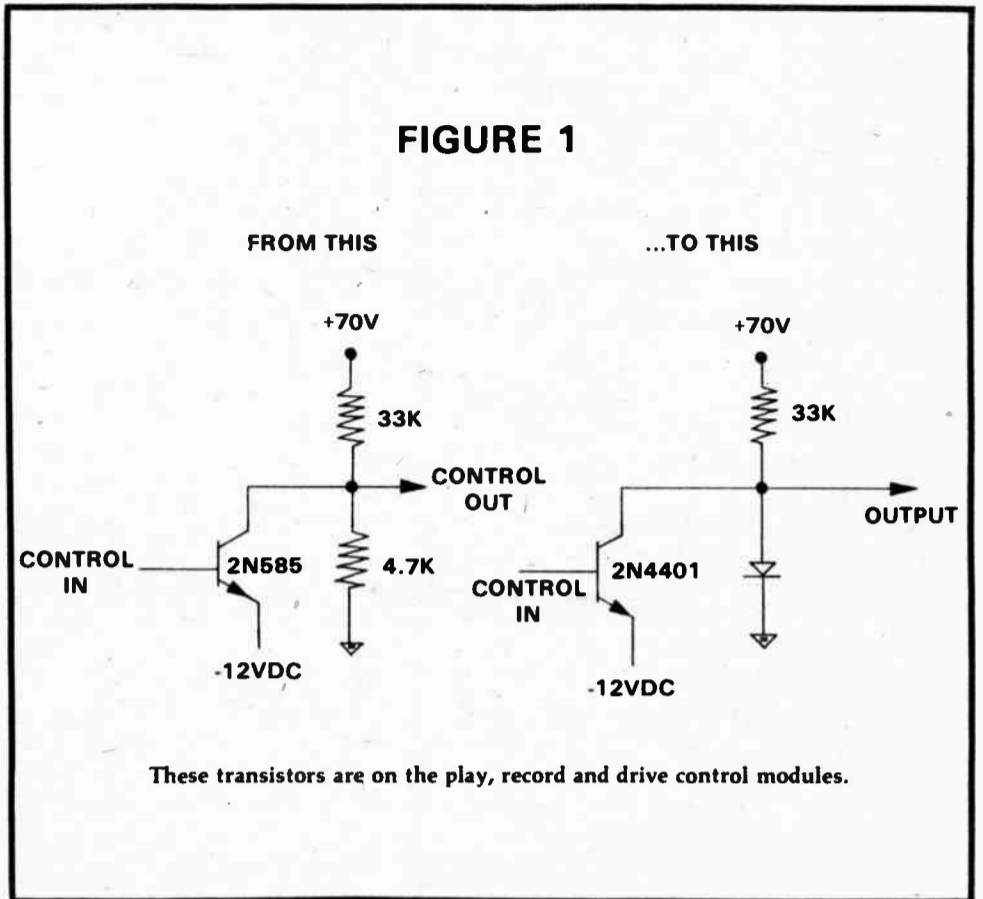 FIGURE 1
FROM THIS
...TO THIS
+70V
33K
CONTROL
OUT
CONTROL
IN
2N585
4.7K
-12VDC
+70V
33K
OUTPUT
CONTROL
IN
2N4401
-12VDC
These transistors are on the play, record and drive control modules.